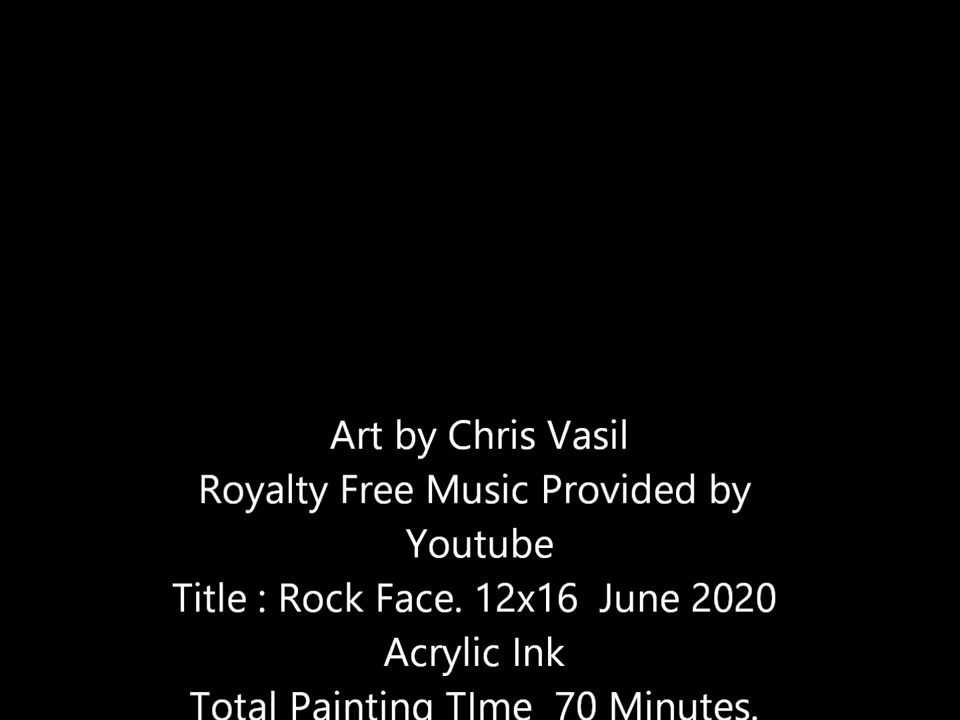 Art by Chris Vasil
Royalty Free Music Provided by
Youtube
Title : Rock Face. 12x16 June 2020
Acrylic Ink
Total Painting TIme 70 Minutes.